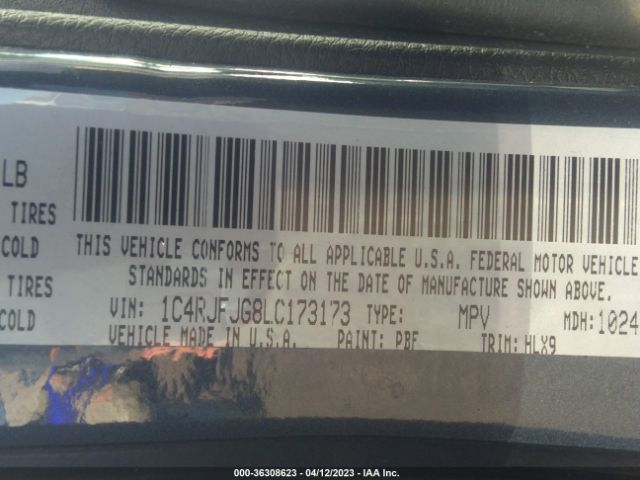 LB
TIRES
COLD
TIRES
COLD
THIS VEHICLE CONFORMS TO ALL APPLICABLE U.S.A. FEDERAL MOTOR VEHICLE
STANDARDS IN EFFECT ON THE DATE OF MANUFACTURE SHOWN ABOVE.
VIN: 1C4RJFJG8LC173173 TYPE: MPV MDH:1024
VEHICLE MADE IN U.S.A. PAINT: PBF TRIM: HLX9
000-36308623 - 04/12/2023 - IAA Inc.